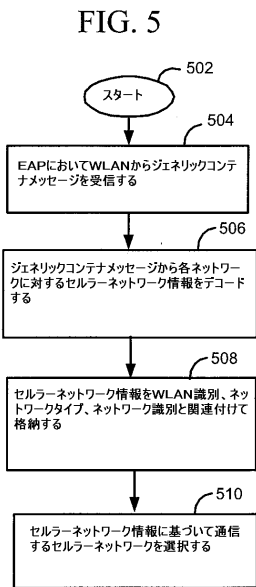 FIG. 5
502
スタート
504
EAPにおいてWLANからジェネリックコンテ
ナメッセージを受信する
506
ジェネリックコンテナメッセージから各ネットワー
クに対するセルラーネットワーク情報をデコード
する
508
セルラーネットワーク情報をWLAN識別、ネッ
トワークタイプ、ネットワーク識別と関連付けて
格納する
510
セルラーネットワーク情報に基づいて通信
するセルラーネットワークを選択する